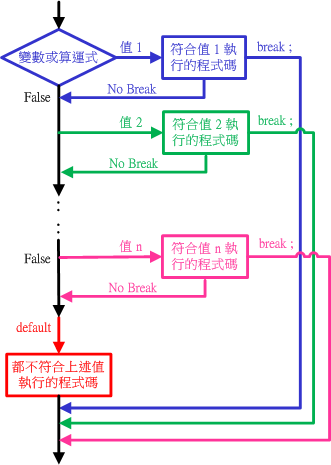 變數或算運式
值 1
符合值 1 執
行的程式碼
break ;
No Break
False
值 2
符合值 2 執
行的程式碼
break ;
No Break
False
值 n
符合值 n 執
行的程式碼
break ;
No Break
default
都不符合上述值
執行的程式碼